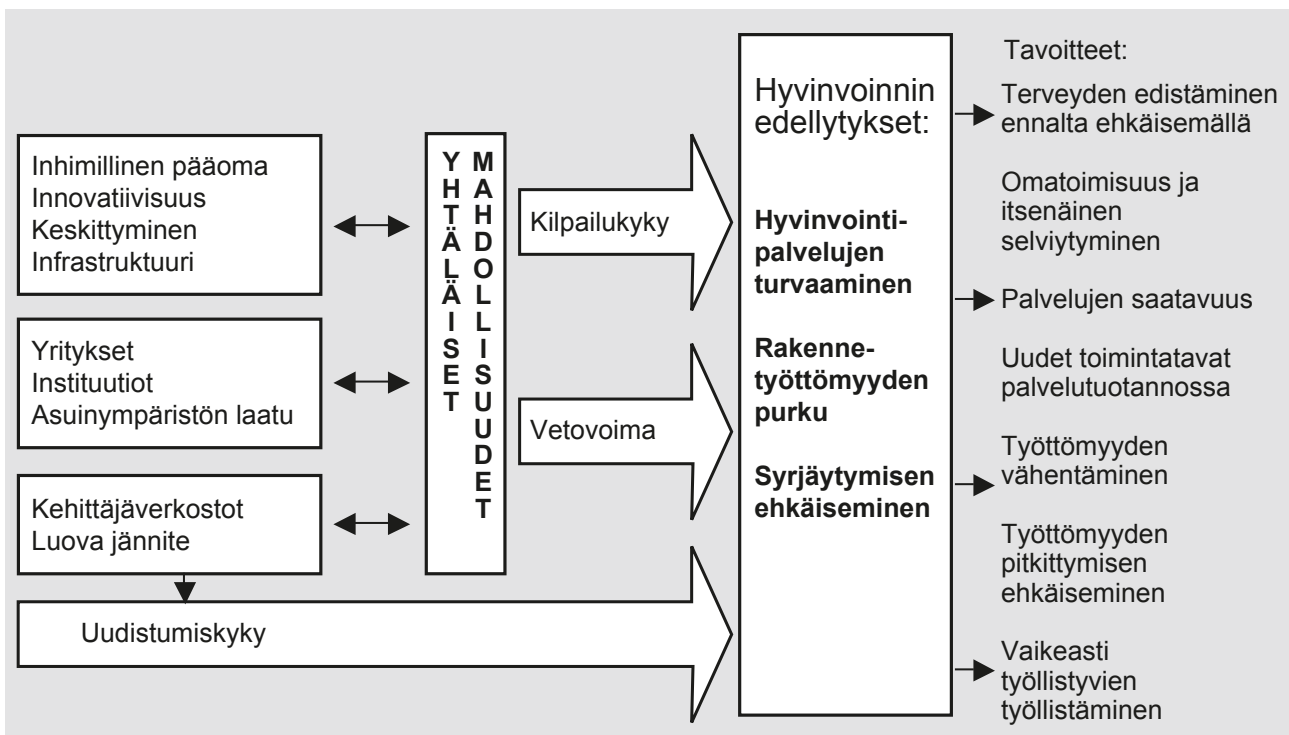 Inhimillinen pääoma
Innovatiivisuus
Keskittyminen
Infrastruktuuri
Yritykset
Instituutiot
Asuinympäristön laatu
Kehittäjäverkostot
Luova jännite
Uudistumiskyky
YHTÄLÄISET
MAHDOLLISUUDET
Kilpailukyky
Vetovoima
Hyvinvoinnin
edellytykset:
Hyvinvointi-
palvelujen
turvaaminen
Rakenne-
työttömyyden
purku
Syrjäytymisen
ehkäiseminen
Tavoitteet:
Terveyden edistäminen
ennalta ehkäisemällä
Omatoimisuus ja
itsenäinen
selviytyminen
Palvelujen saatavuus
Uudet toimintatavat
palvelutuotannossa
Työttömyyden
vähentäminen
Työttömyyden
pitkittymisen
ehkäiseminen
Vaikeasti
työllistyvien
työllistäminen